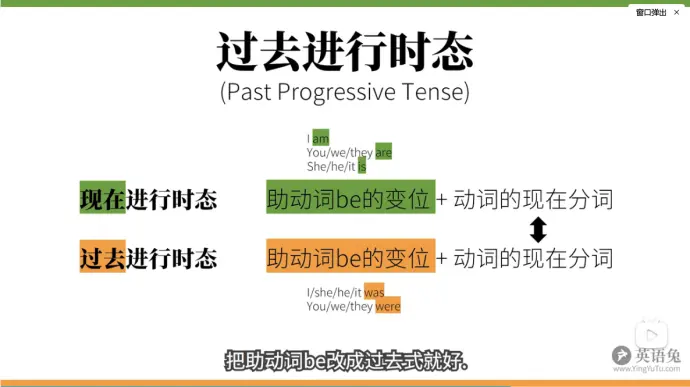 窗口弹出 ×
过去进行时态
(Past Progressive Tense)
I am
You/we/they are
She/he/it is
现在进行时态 助动词be的变位 + 动词的现在分词
过去进行时态 助动词be的变位 + 动词的现在分词
I/she/he/it was
You/we/they were
把助动词be改成过去式就好.
英语兔
www.YingYuTu.com